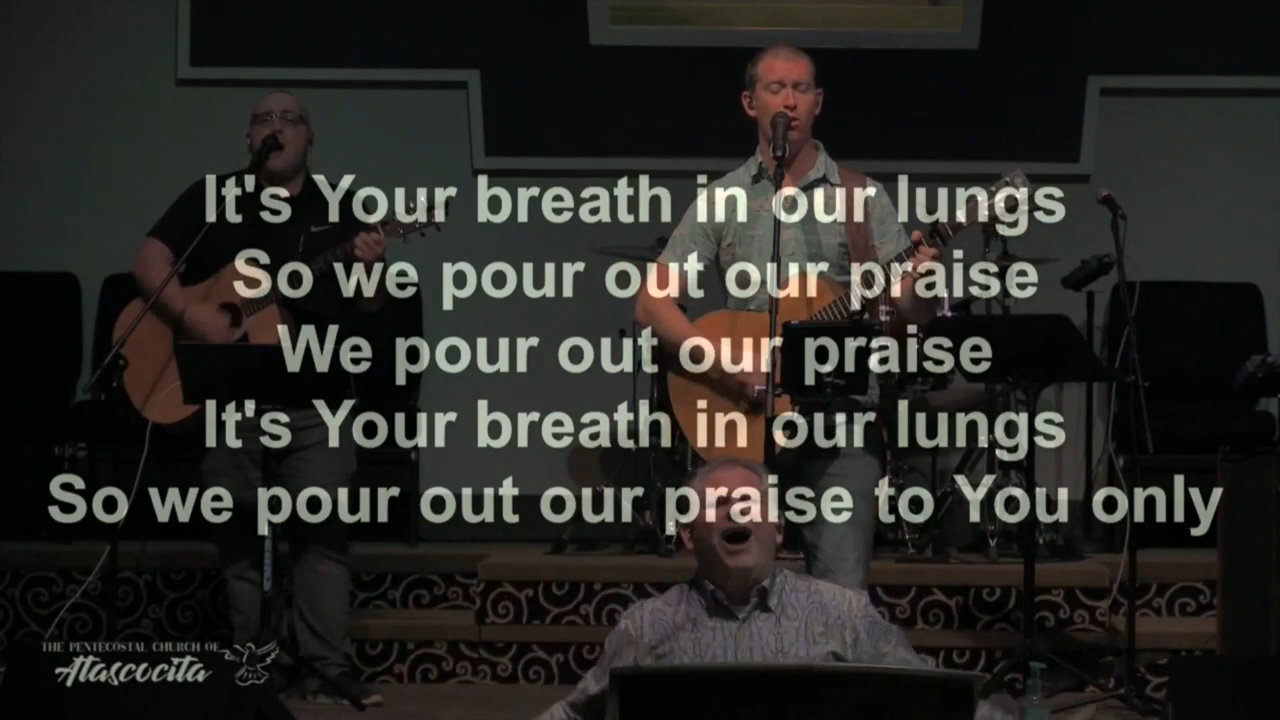 It's Your breath in our lungs
So we pour out our praise
We pour out our praise
It's Your breath in our lungs
So we pour out our praise to You only
THE PENTECOSTAL CHURCH OF
Atascocita